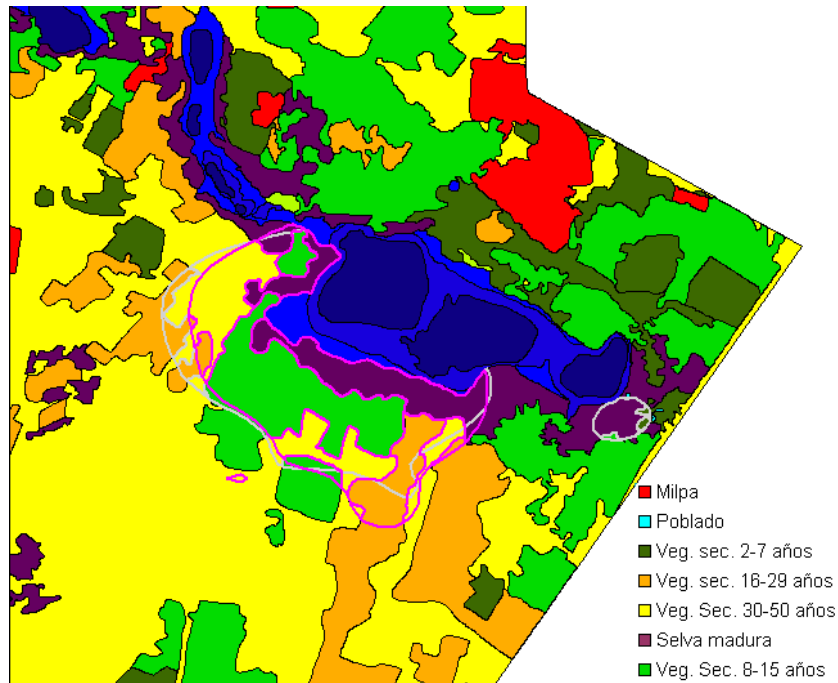 Milpa
Poblado
Veg. sec. 2-7 años
Veg. sec. 16-29 años
Veg. Sec. 30-50 años
Selva madura
Veg. Sec. 8-15 años